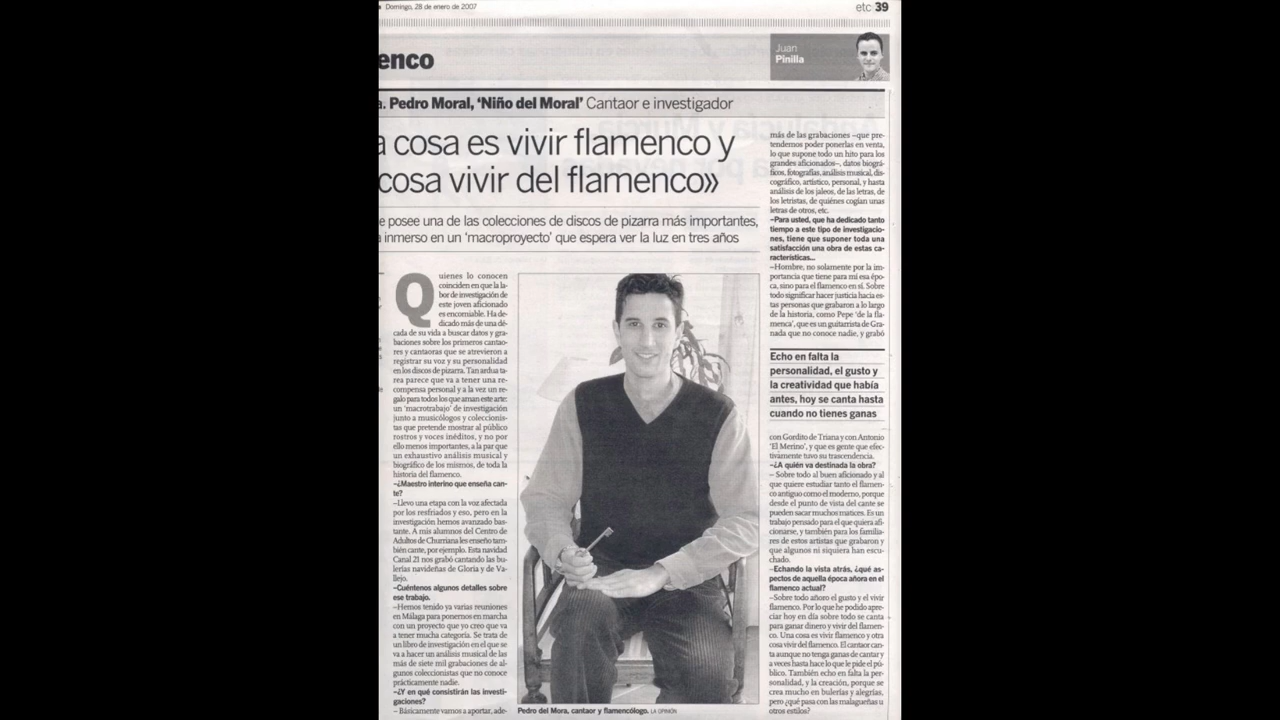 Domingo, 28 de enero de 2007
etc 39
enco
Juan
Pinilla
a. Pedro Moral, ‘Niño del Moral’ Cantaor e investigador
a cosa es vivir flamenco y
cosa vivir del flamenco»
e posee una de las colecciones de discos de pizarra más importantes,
a inmerso en un ‘macroproyecto’ que espera ver la luz en tres años
Quienes lo conocen
coinciden en que la la-
bor de investigación de
este joven aficionado
es encomiable. Ha de-
dicado más de una dé-
cada de su vida a buscar datos y gra-
baciones sobre los primeros cantao-
res y cantaoras que se atrevieron a
registrar su voz y su personalidad
en los discos de pizarra. Tan ardua ta-
rea parece que va a tener una re-
compensa personal y a la vez un re-
galo para todos los que aman este arte:
un ‘macrotrabajo’ de investigación
junto a musicólogos y coleccionis-
tas que pretende mostrar al público
rostros y voces inéditos, y no por
ello menos importantes, a la par que
un exhaustivo análisis musical y
biográfico de los mismos, de toda la
historia del flamenco.
–¿Maestro interino que enseña can-
te?
–Llevo una etapa con la voz afectada
por los resfriados y eso, pero en la
investigación hemos avanzado bas-
tante. A mis alumnos del Centro de
Adultos de Churriana les enseño tam-
bién cante, por ejemplo. Esta navidad
Canal 21 nos grabó cantando las bu-
lerías navideñas de Gloria y de Va-
llejo.
–Cuéntenos algunos detalles sobre
ese trabajo.
–Hemos tenido ya varias reuniones
en Málaga para ponernos en marcha
con un proyecto que yo creo que va
a tener mucha categoría. Se trata de
un libro de investigación en el que se
va a hacer un análisis musical de las
más de siete mil grabaciones de al-
gunos coleccionistas que no conoce
prácticamente nadie.
–¿Y en qué consistirán las investi-
gaciones?
–Básicamente vamos a aportar, ade-
Pedro del Mora, cantaor y flamencólogo. LA OPINIÓN
más de las grabaciones –que pre-
tendemos poder ponerlas en venta,
lo que supone todo un hito para los
grandes aficionados–, datos biográ-
ficos, fotografías, análisis musical, dis-
cográfico, artístico, personal, y hasta
análisis de los jaleos, de las letras, de
los letristas, de quiénes cogían unas
letras de otros, etc.
–Para usted, que ha dedicado tanto
tiempo a este tipo de investigacio-
nes, tiene que suponer toda una
satisfacción una obra de estas ca-
racterísticas...
–Hombre, no solamente por la im-
portancia que tiene para mi esa épo-
ca, sino para el flamenco en sí. Sobre
todo significar hacer justicia hacia es-
tas personas que grabaron a lo largo
de la historia, como Pepe ‘de la fla-
menca’, que es un guitarrista de Gra-
nada que no conoce nadie, y grabó
Echo en falta la
personalidad, el gusto y
la creatividad que había
antes, hoy se canta hasta
cuando no tienes ganas
con Gordito de Triana y con Antonio
‘El Merino’, y que es gente que efec-
tivamente tuvo su trascendencia.
–¿A quién va destinada la obra?
– Sobre todo al buen aficionado y al
que quiere estudiar tanto el flamen-
co antiguo como el moderno, porque
desde el punto de vista del cante se
pueden sacar muchos matices. Es un
trabajo pensado para el que quiera afi-
cionarse, y también para los familia-
res de estos artistas que grabaron y
que algunos ni siquiera han escu-
chado.
–Echando la vista atrás, ¿qué as-
pectos de aquella época añora en el
flamenco actual?
–Sobre todo añoro el gusto y el vivir
flamenco. Por lo que he podido apre-
ciar hoy en día sobre todo se canta
para ganar dinero y vivir del flamen-
co. Una cosa es vivir flamenco y otra
cosa vivir del flamenco. El cantaor can-
ta aunque no tenga ganas de cantar y
a veces hasta hace lo que le pide el pú-
blico. También echo en falta la per-
sonalidad, y la creación, porque se
crea mucho en bulerías y alegrías,
pero ¿qué pasa con las malagueñas u
otros estilos?